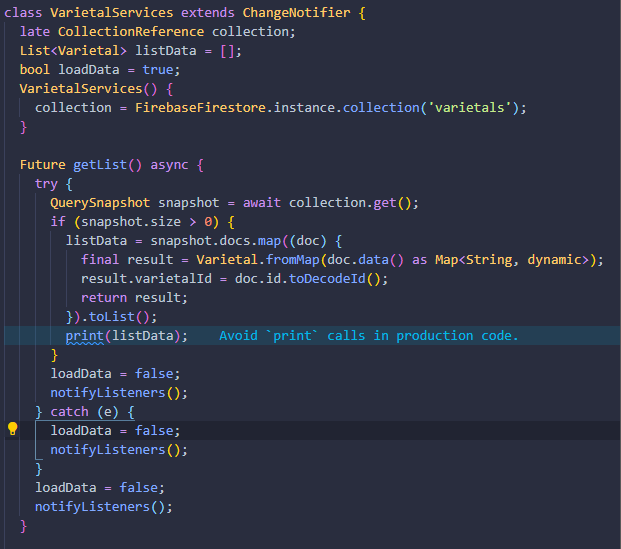 class VarietalServices extends ChangeNotifier {
  late CollectionReference collection;
  List<Varietal> listData = [];
  bool loadData = true;
  VarietalServices() {
    collection = FirebaseFirestore.instance.collection('varietals');
  }

  Future getList() async {
    try {
      QuerySnapshot snapshot = await collection.get();
      if (snapshot.size > 0) {
        listData = snapshot.docs.map((doc) {
          final result = Varietal.fromMap(doc.data() as Map<String, dynamic>);
          result.varietalId = doc.id.toDecodeId();
          return result;
        }).toList();
        print(listData);    Avoid `print` calls in production code.
      }
      loadData = false;
      notifyListeners();
    } catch (e) {
      loadData = false;
      notifyListeners();
    }
    loadData = false;
    notifyListeners();
  }